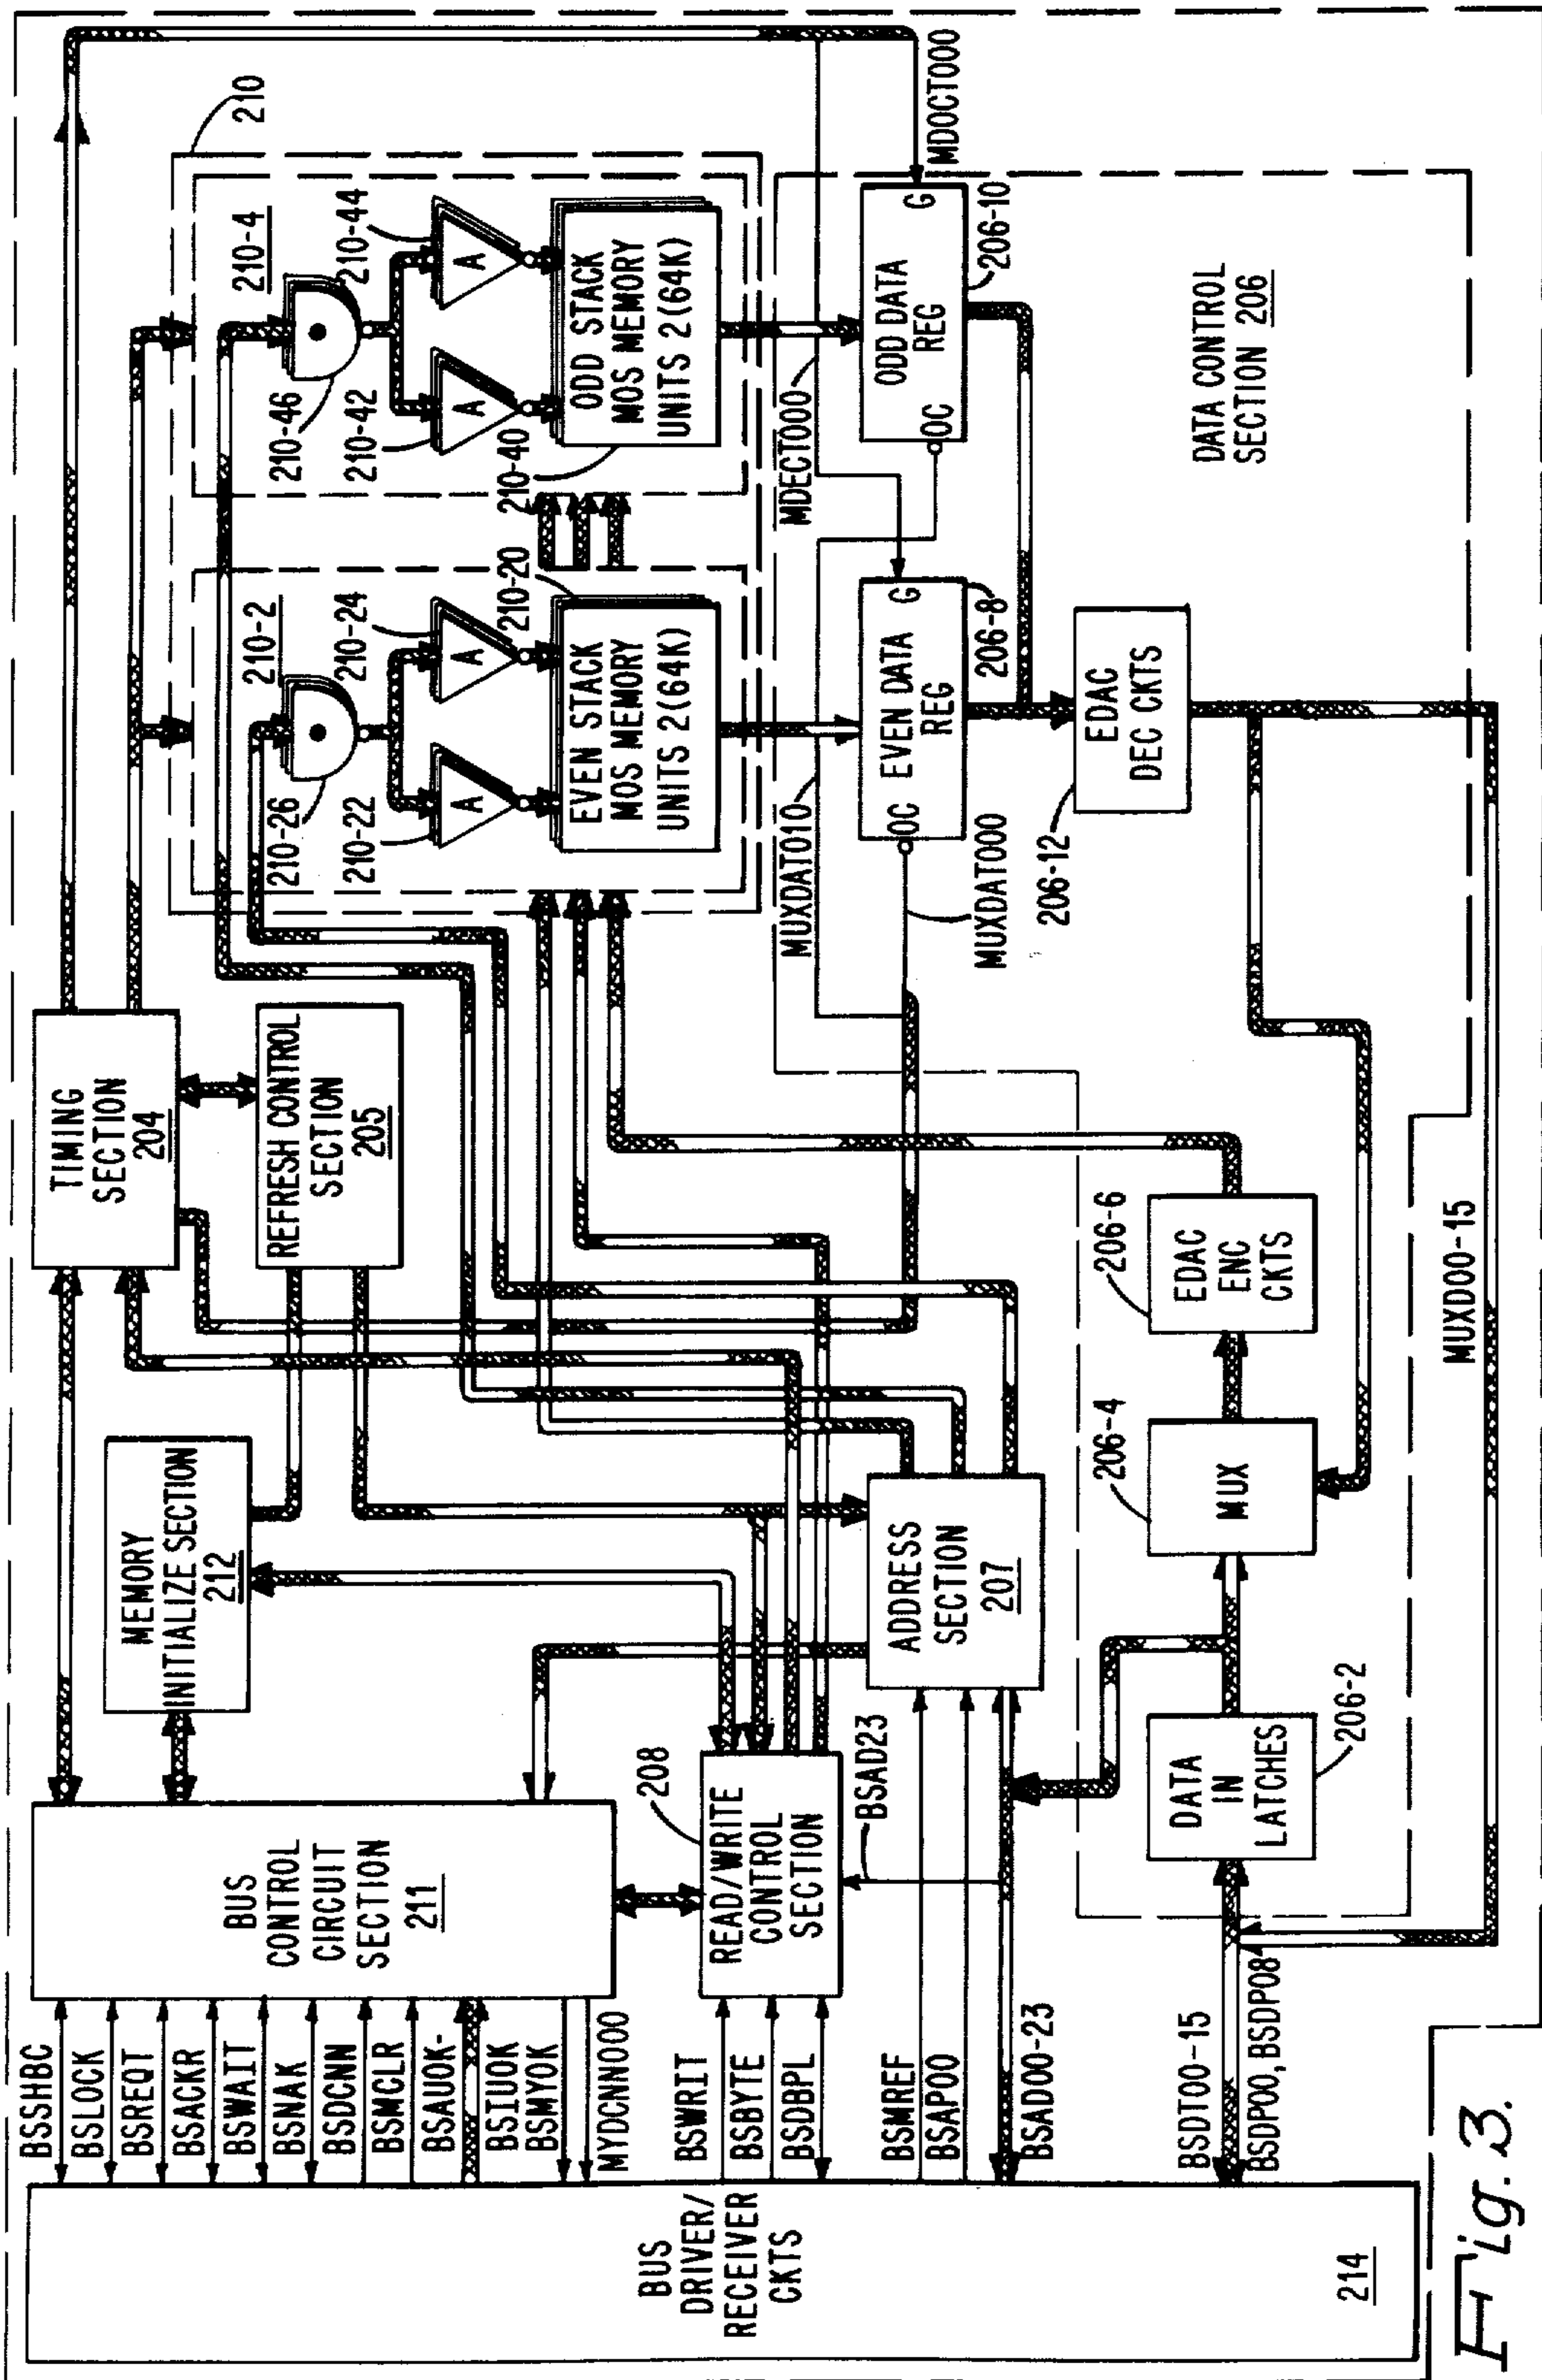 BUS
DRIVER/
RECEIVER
CKTS
214
BSSHBC
BSLOCK
BSREQT
BSACKR
BSWAIT
BSNAK
BSDCNN
BSMCLR
BSAUOK-
BSIUOK
BSMYOK
MYDCNN000
BSWRIT
BSBYTE
BSDBPL
BSMREF
BSAP00
BSAD00-23
BSDT00-15
BSDP00, BSDP08
BUS
CONTROL
CIRCUIT
SECTION
211
208
READ/WRITE
CONTROL
SECTION
BSAD23
MEMORY
INITIALIZE SECTION
212
ADDRESS
SECTION
207
DATA
IN
LATCHES
206-2
206-4
MUX
206-6
EDAC
ENC
CKTS
MUXD00-15
TIMING
SECTION
204
REFRESH CONTROL
SECTION
205
210
210-2
210-26
210-22
210-24
A
A
210-20
EVEN STACK
MOS MEMORY
UNITS 2(64K)
210-4
210-46
210-42
210-44
A
A
210-40
ODD STACK
MOS MEMORY
UNITS 2(64K)
MUXDAT010
MUXDAT000
MDECT000
MDOCT000
OC EVEN DATA G
REG
206-8
OC ODD DATA G
REG
206-10
206-12
EDAC
DEC CKTS
DATA CONTROL
SECTION 206
Fig. 3.